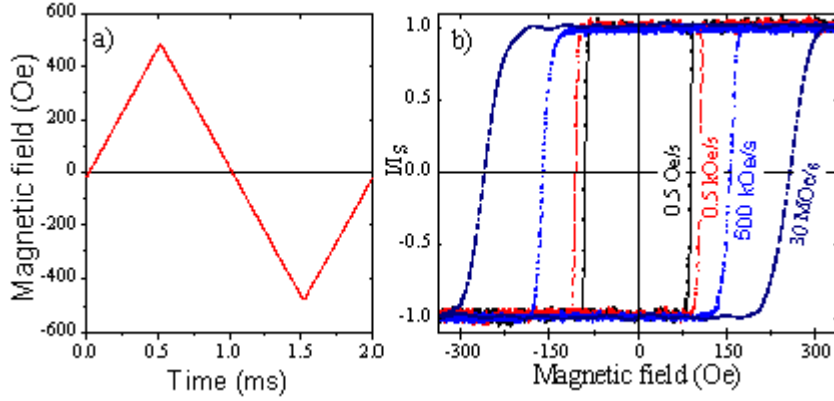 a)
Magnetic field (Oe)
600
400
200
0
-200
-400
-600
0.0 0.5 1.0 1.5 2.0
Time (ms)
b)
I/I_S
1.0
0.5
0.0
-0.5
-1.0
0.5 Oe/s
0.5 kOe/s
500 kOe/s
30 MOe/s
-300 -150 0 150 300
Magnetic field (Oe)